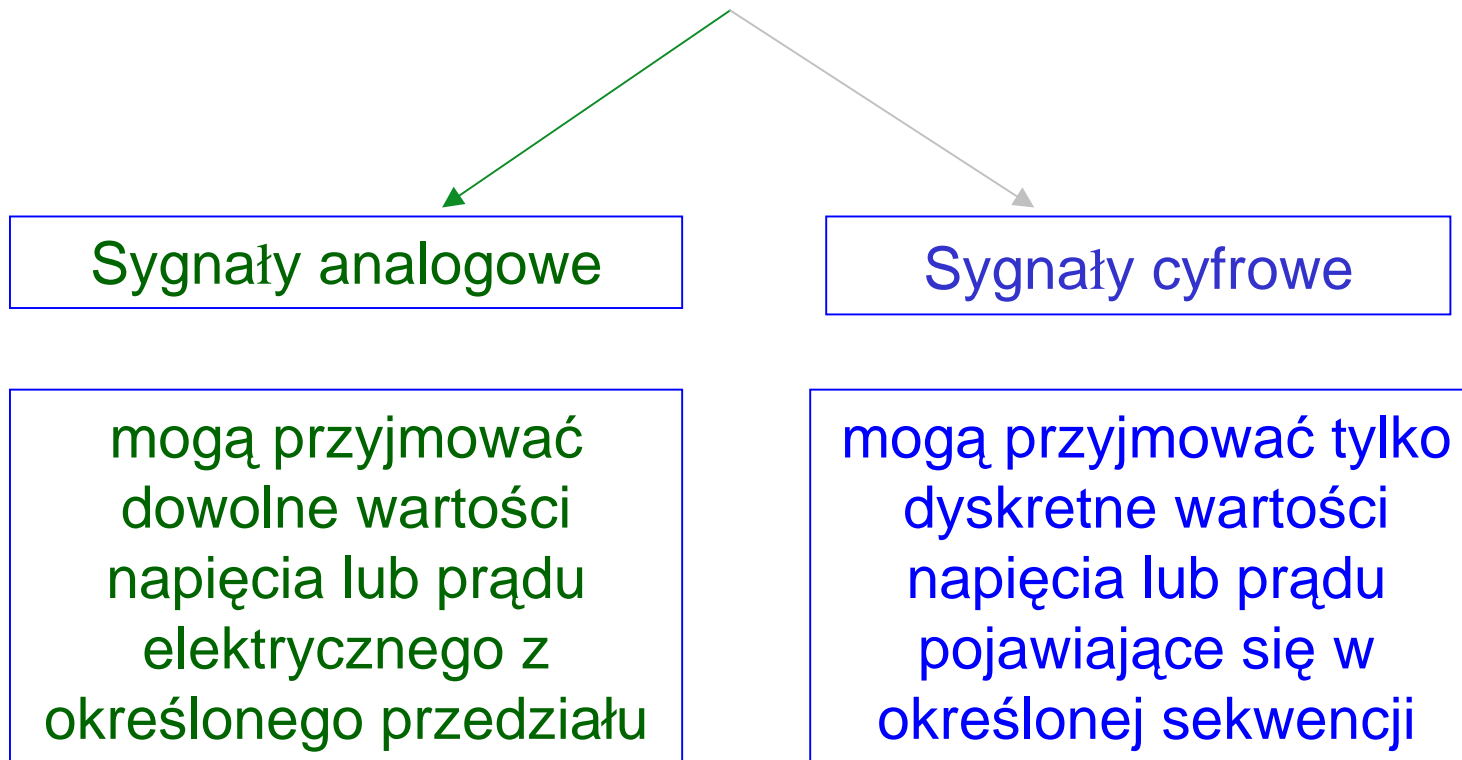 Sygnały analogowe
Sygnały cyfrowe
mogą przyjmować
dowolne wartości
napięcia lub prądu
elektrycznego z
określonego przedziału
mogą przyjmować tylko
dyskretne wartości
napięcia lub prądu
pojawiające się w
określonej sekwencji